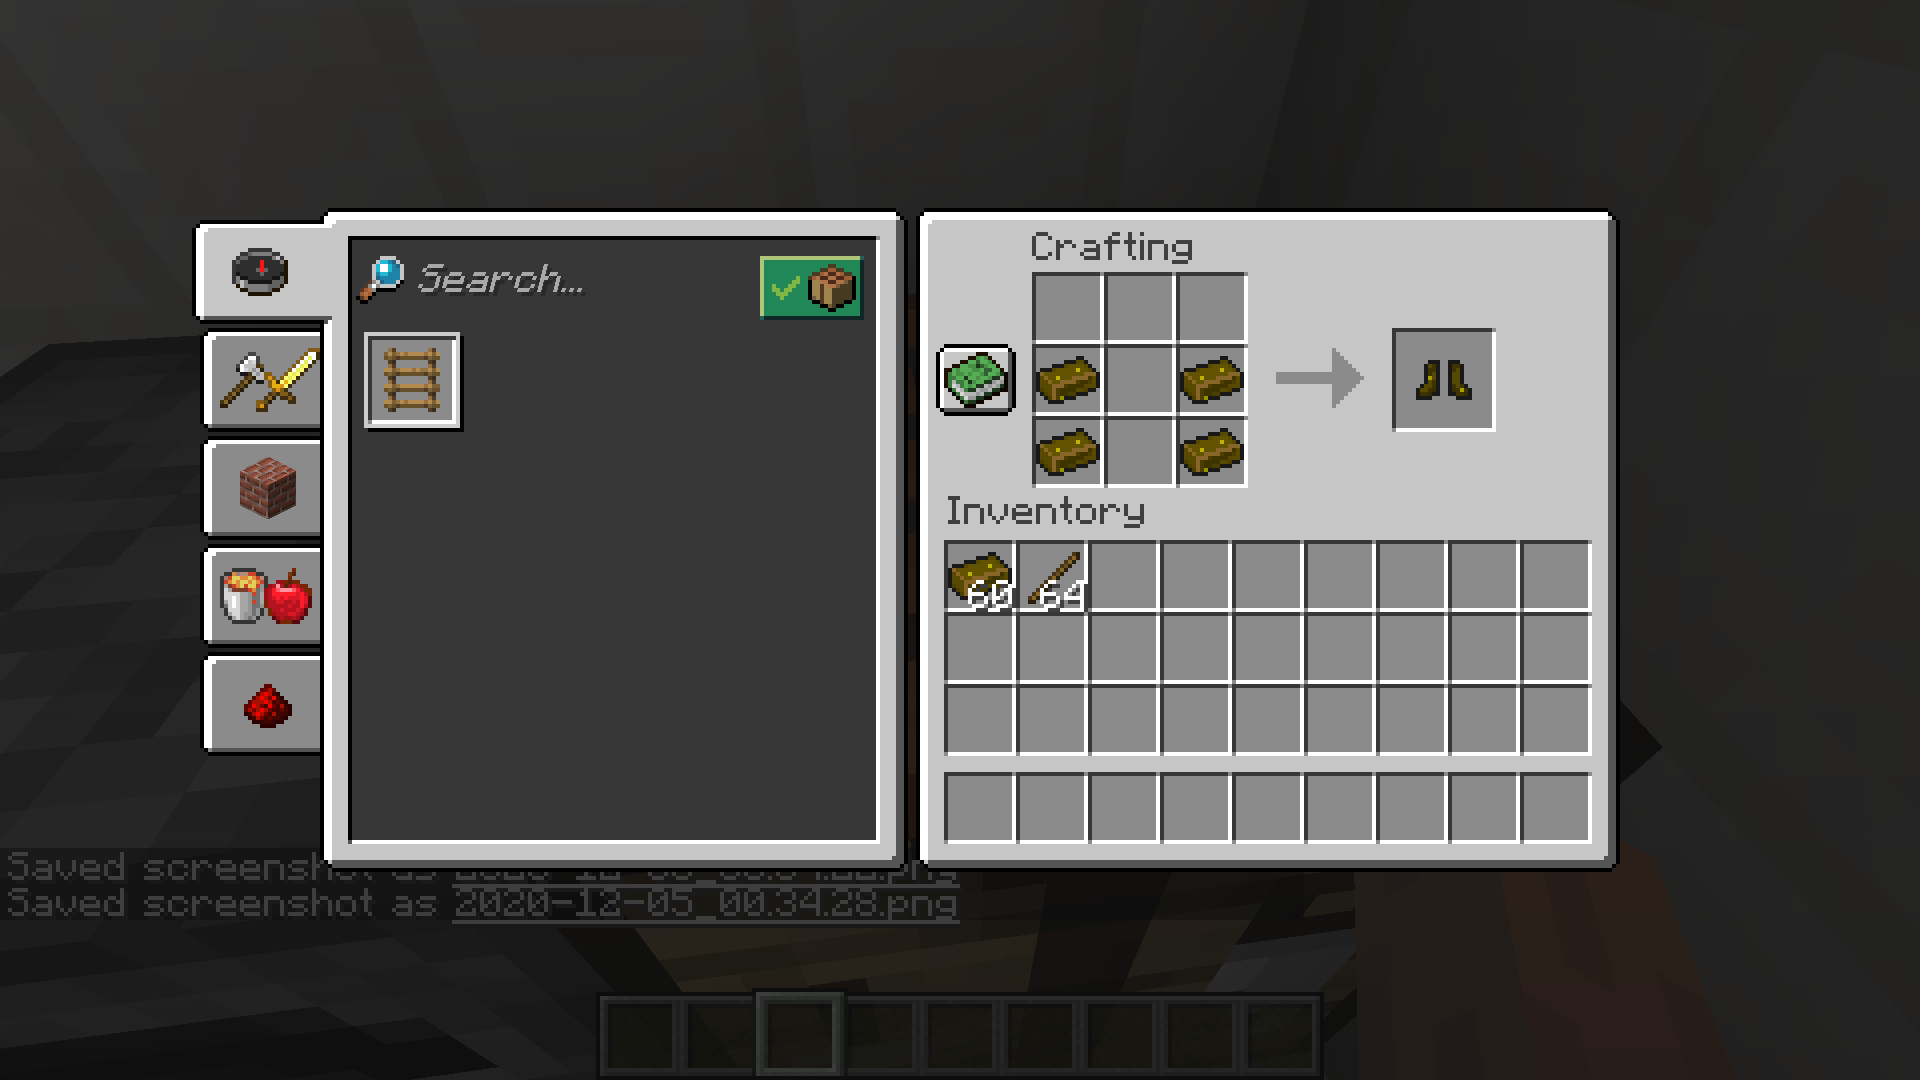 Search...
Crafting
Inventory
60
64
Saved screenshot as
Saved screenshot as 2020-12-05_00.34.28.png